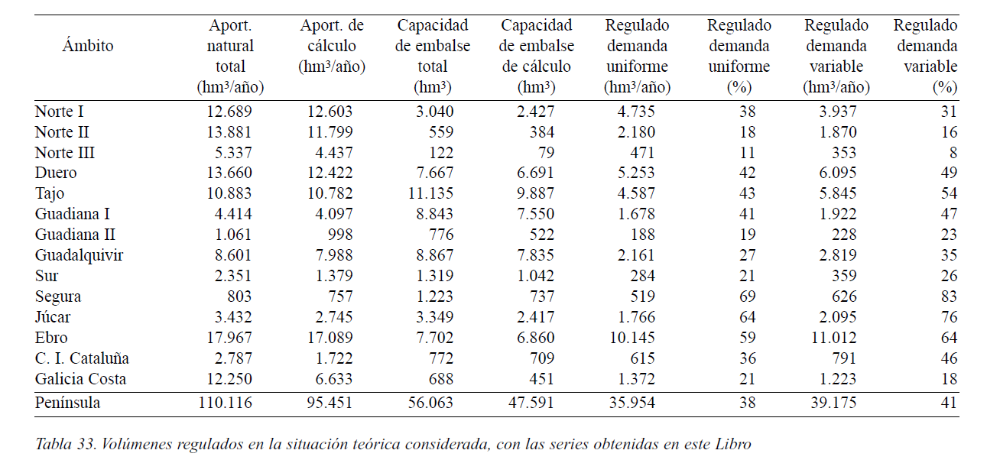 Aport. Aport. de Capacidad Capacidad Regulado Regulado Regulado Regulado
Ámbito natural cálculo de embalse de embalse demanda demanda demanda demanda
total (hm³/año) total de cálculo uniforme uniforme variable variable
(hm³/año) (hm³) (hm³) (hm³/año) (%) (hm³/año) (%)
Norte I 12.689 12.603 3.040 2.427 4.735 38 3.937 31
Norte II 13.881 11.799 559 384 2.180 18 1.870 16
Norte III 5.337 4.437 122 79 471 11 353 8
Duero 13.660 12.422 7.667 6.691 5.253 42 6.095 49
Tajo 10.883 10.782 11.135 9.887 4.587 43 5.845 54
Guadiana I 4.414 4.097 8.843 7.550 1.678 41 1.922 47
Guadiana II 1.061 998 776 522 188 19 228 23
Guadalquivir 8.601 7.988 8.867 7.835 2.161 27 2.819 35
Sur 2.351 1.379 1.319 1.042 284 21 359 26
Segura 803 757 1.223 737 519 69 626 83
Júcar 3.432 2.745 3.349 2.417 1.766 64 2.095 76
Ebro 17.967 17.089 7.702 6.860 10.145 59 11.012 64
C. I. Cataluña 2.787 1.722 772 709 615 36 791 46
Galicia Costa 12.250 6.633 688 451 1.372 21 1.223 18
Península 110.116 95.451 56.063 47.591 35.954 38 39.175 41
Tabla 33. Volúmenes regulados en la situación teórica considerada, con las series obtenidas en este Libro